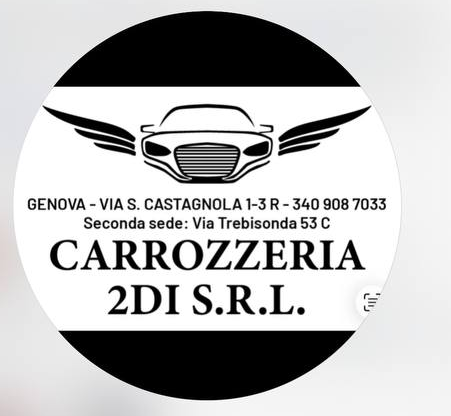 GENOVA - VIA S. CASTAGNOLA 1-3 R - 340 908 7033
Seconda sede: Via Trebisonda 53 C
CARROZZERIA
2DI S.R.L.